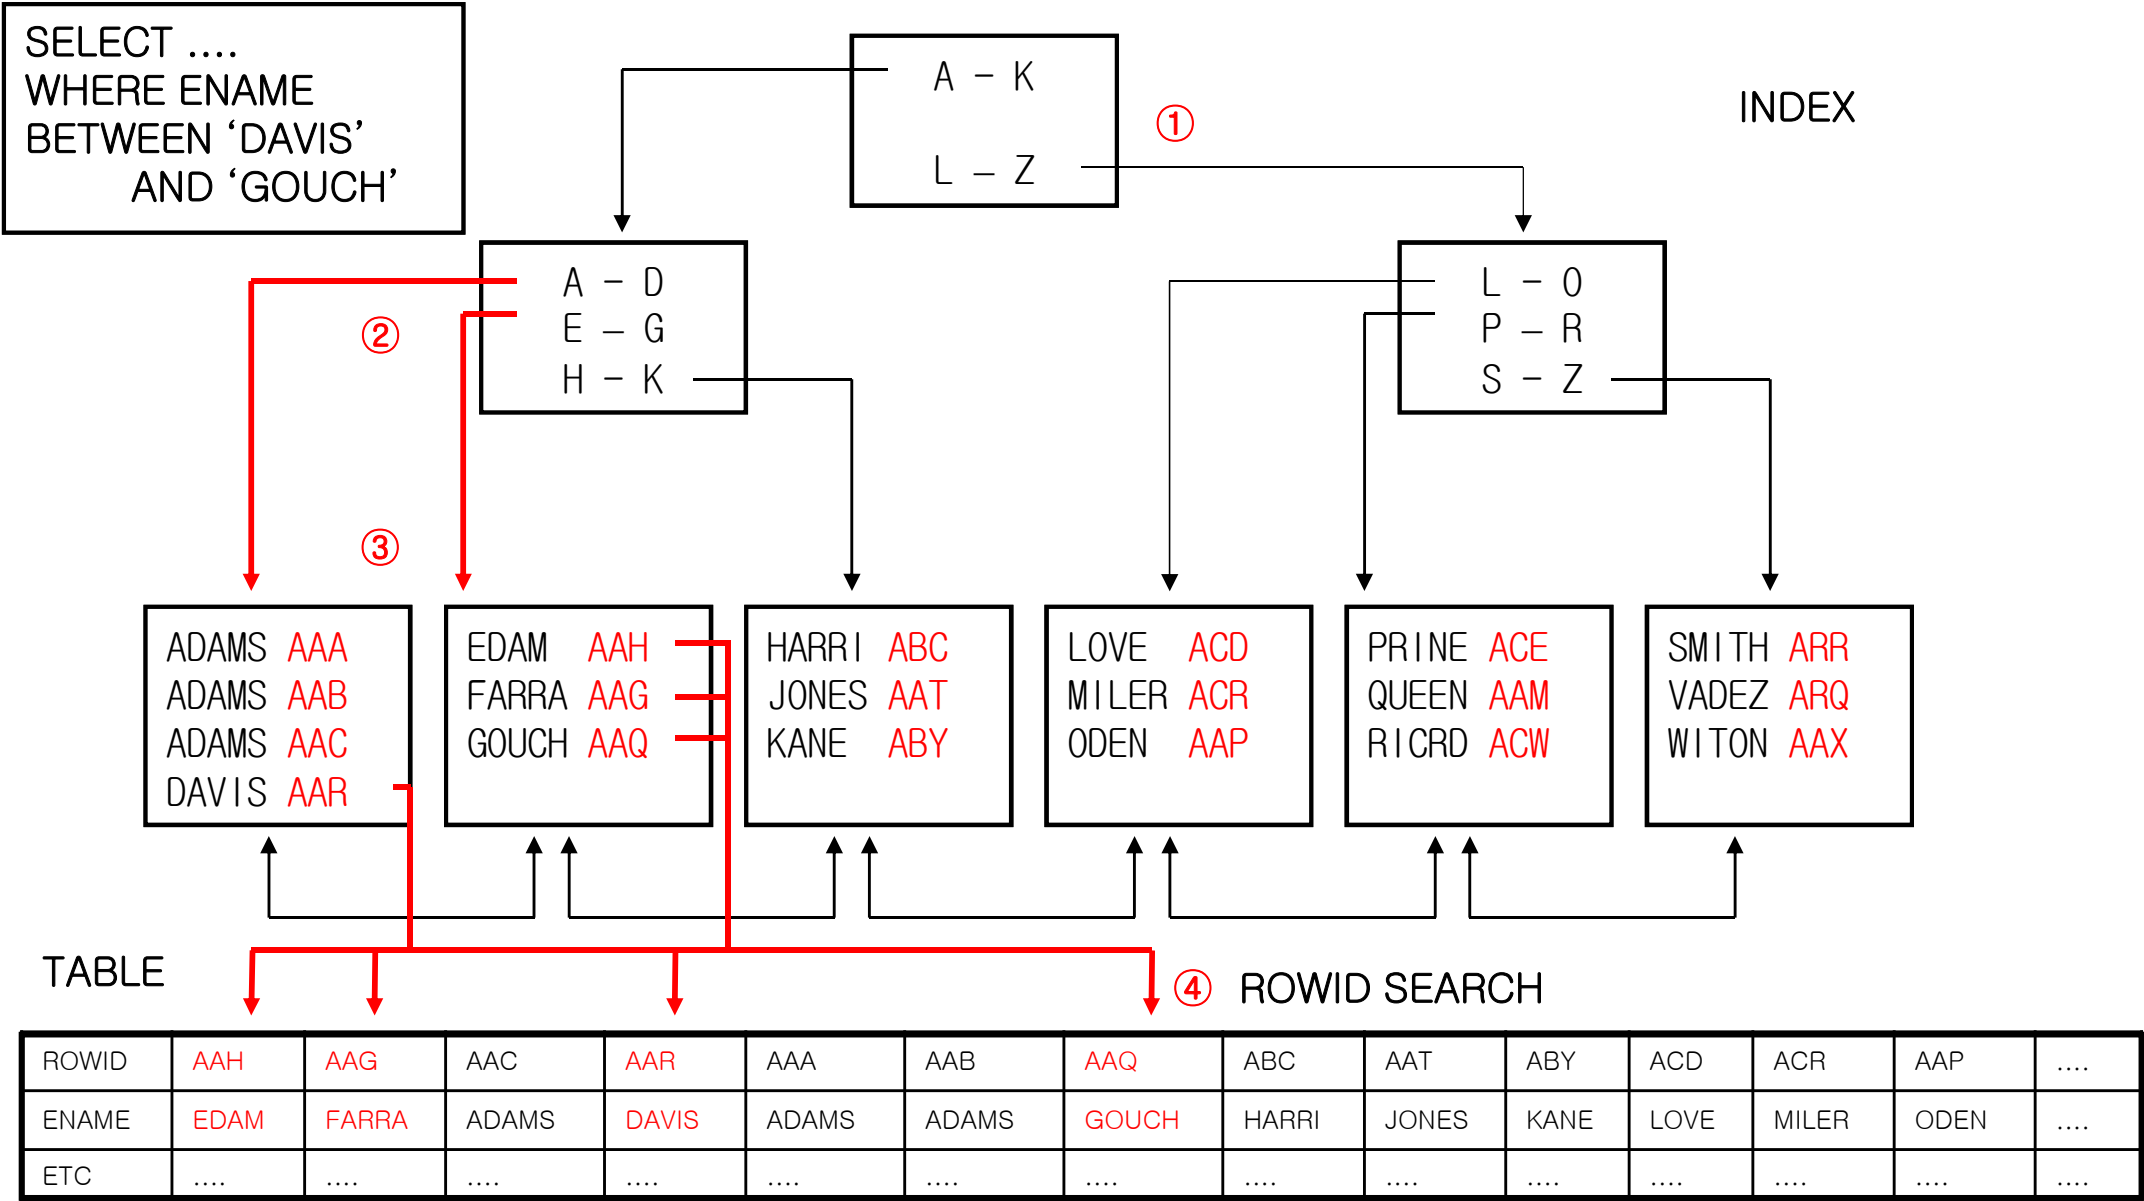 SELECT ....
WHERE ENAME
BETWEEN ‘DAVIS’
AND ‘GOUCH’
A – K
L – Z
①
INDEX
A – D
E – G
H – K
②
L – O
P – R
S – Z
③
ADAMS AAA
ADAMS AAB
ADAMS AAC
DAVIS AAR
EDAM AAH
FARRA AAG
GOUCH AAQ
HARRI ABC
JONES AAT
KANE ABY
LOVE ACD
MILER ACR
ODEN AAP
PRINE ACE
QUEEN AAM
RICRD ACW
SMITH ARR
VADEZ ARQ
WITON AAX
TABLE
④ ROWID SEARCH
ROWID AAH AAG AAC AAR AAA AAB AAQ ABC AAT ABY ACD ACR AAP ....
ENAME EDAM FARRA ADAMS DAVIS ADAMS ADAMS GOUCH HARRI JONES KANE LOVE MILER ODEN ....
ETC .... .... .... .... .... .... .... .... .... .... .... .... .... ....